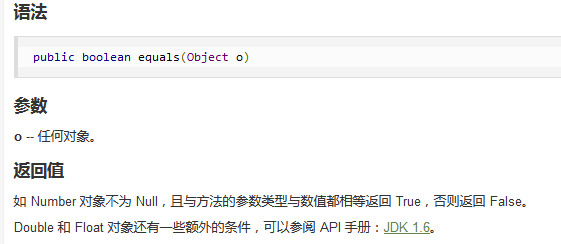 语法
public boolean equals(Object o)
参数
o -- 任何对象。
返回值
如 Number 对象不为 Null，且与方法的参数类型与数值都相等返回 True，否则返回 False。
Double 和 Float 对象还有一些额外的条件，可以参阅 API 手册：JDK 1.6。